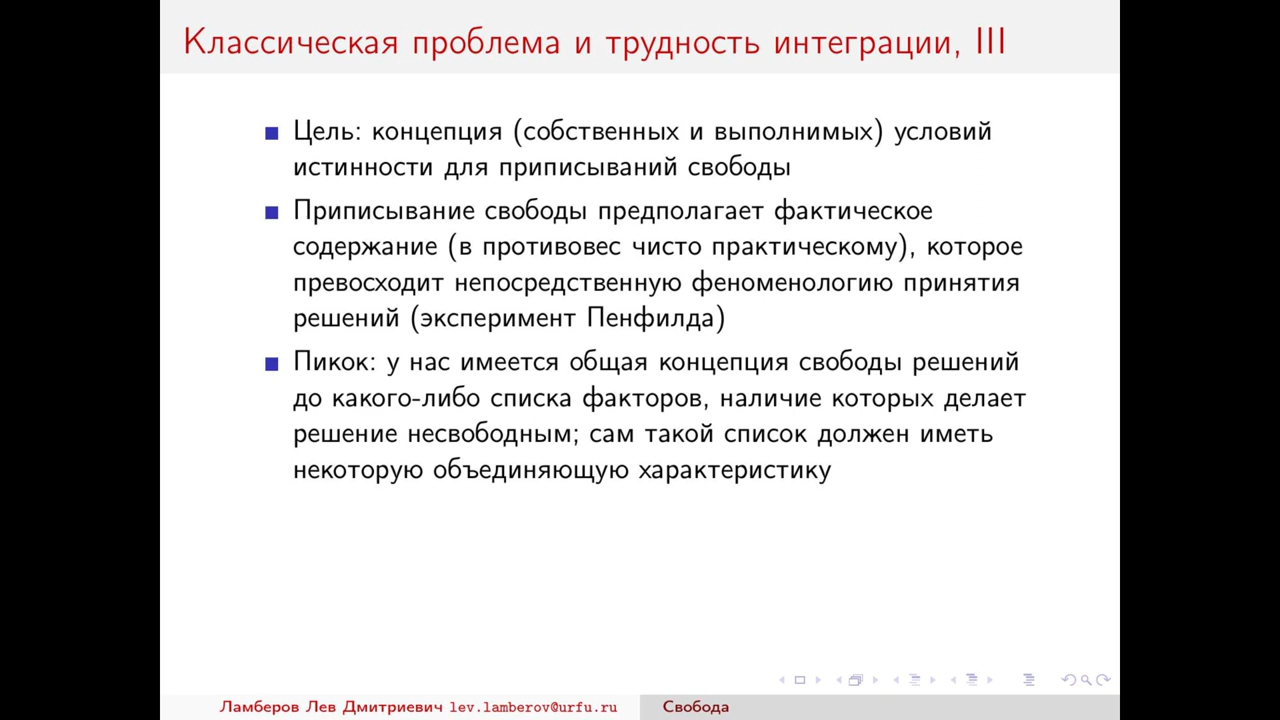 Классическая проблема и трудность интеграции, III
Цель: концепция (собственных и выполнимых) условий
истинности для приписываний свободы
Приписывание свободы предполагает фактическое
содержание (в противовес чисто практическому), которое
превосходит непосредственную феноменологию принятия
решений (эксперимент Пенфилда)
Пикок: у нас имеется общая концепция свободы решений
до какого-либо списка факторов, наличие которых делает
решение несвободным; сам такой список должен иметь
некоторую объединяющую характеристику
Ламберов Лев Дмитриевич lev.lamberov@urfu.ru
Свобода